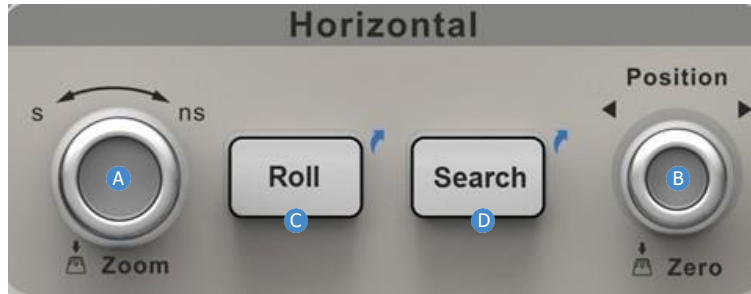 Horizontal
Position
s
ns
Roll
Search
A
B
C
D
Zoom
Zero